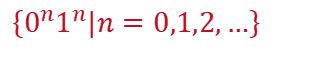 {0ⁿ1ⁿ|n = 0,1,2, ...}